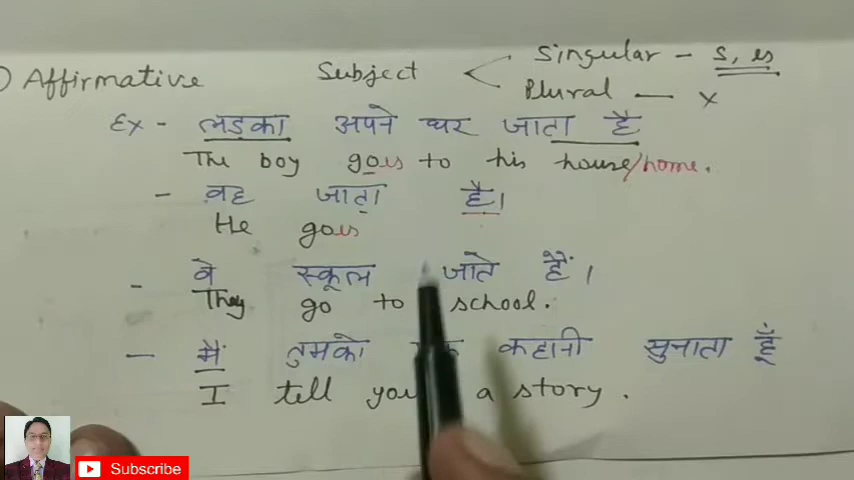 ) Affirmative Subject < Singular - s, es
Plural — x
Ex - लड़का अपने घर जाता है
The boy goes to his house/home.
- वह जाता है।
He goes
- वे स्कूल जाते हैं।
They go to school.
- मैं तुमको कहानी सुनाता हूँ
I tell you a story.
Subscribe